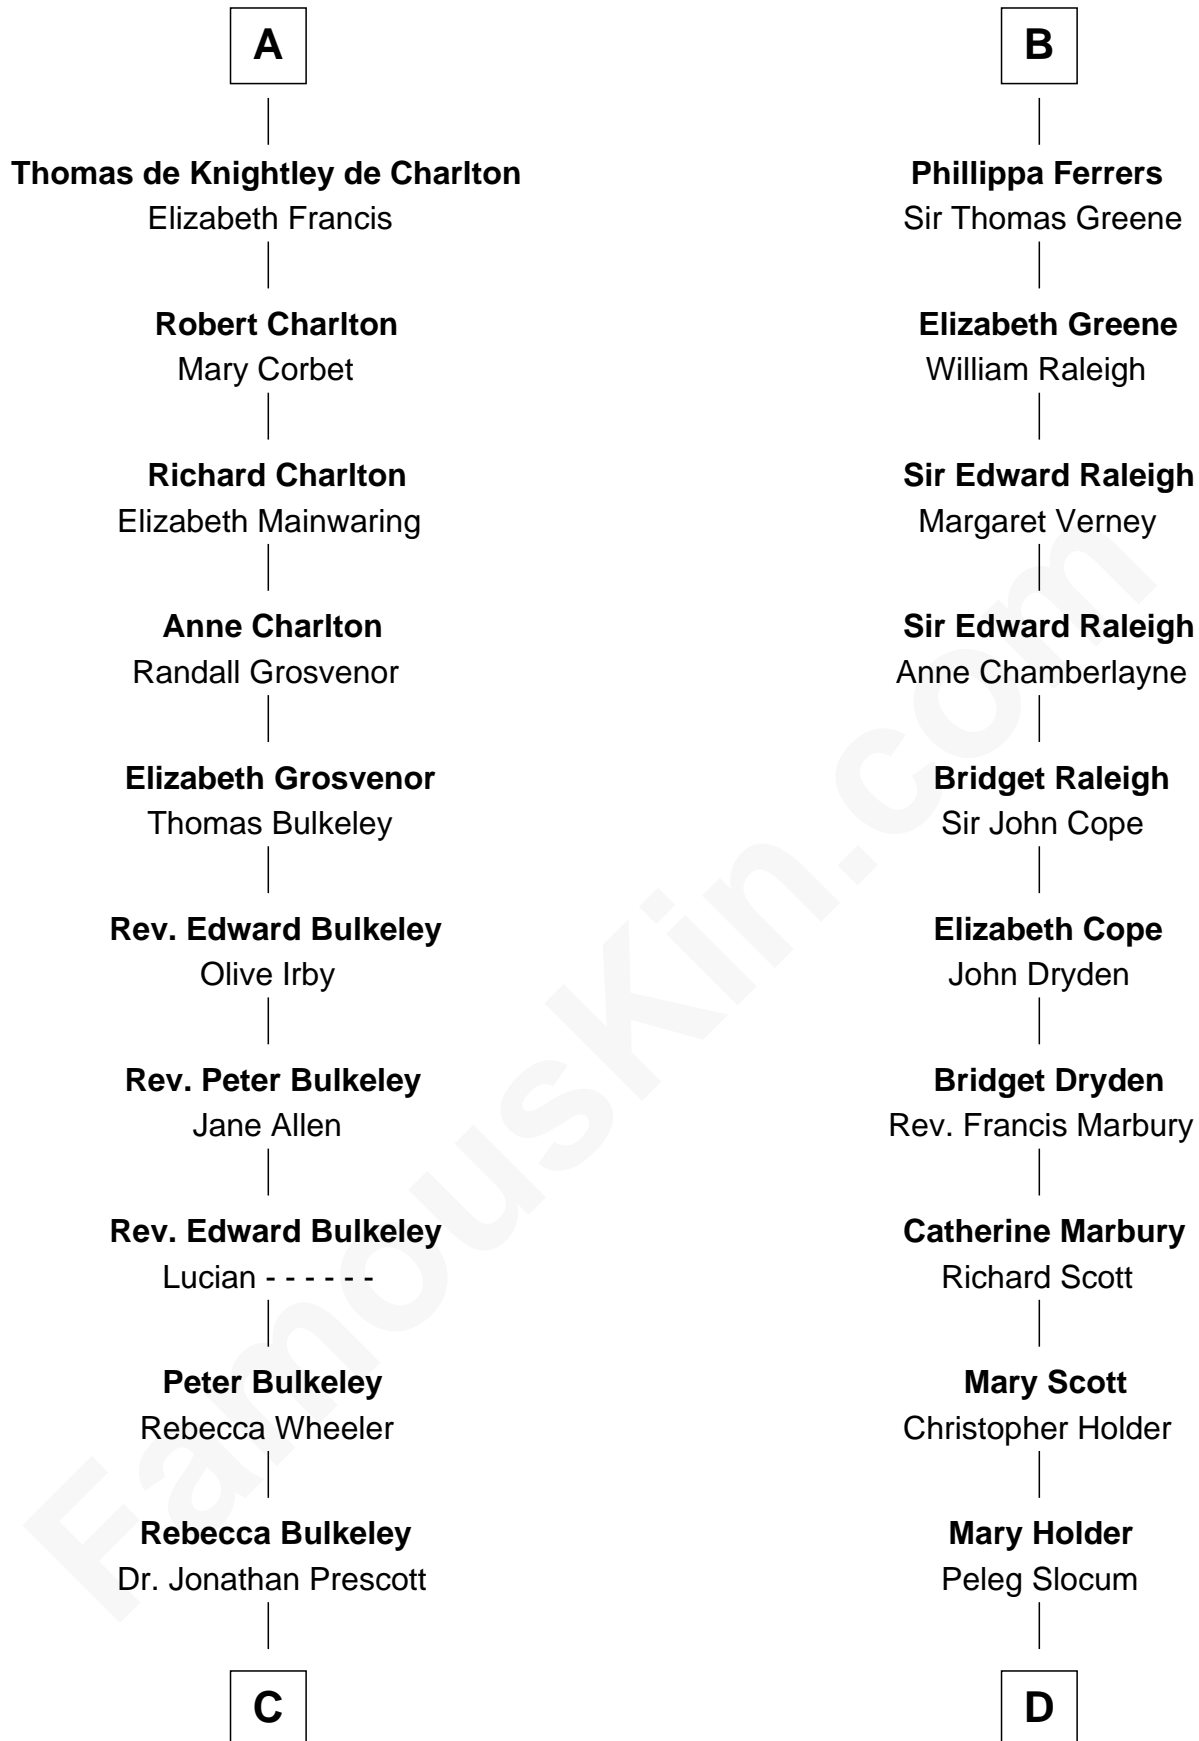 A
Thomas de Knightley de Charlton
Elizabeth Francis
Robert Charlton
Mary Corbet
Richard Charlton
Elizabeth Mainwaring
Anne Charlton
Randall Grosvenor
Elizabeth Grosvenor
Thomas Bulkeley
Rev. Edward Bulkeley
Olive Irby
Rev. Peter Bulkeley
Jane Allen
Rev. Edward Bulkeley
Lucian - - - - - -
Peter Bulkeley
Rebecca Wheeler
Rebecca Bulkeley
Dr. Jonathan Prescott
C
B
Phillippa Ferrers
Sir Thomas Greene
Elizabeth Greene
William Raleigh
Sir Edward Raleigh
Margaret Verney
Sir Edward Raleigh
Anne Chamberlayne
Bridget Raleigh
Sir John Cope
Elizabeth Cope
John Dryden
Bridget Dryden
Rev. Francis Marbury
Catherine Marbury
Richard Scott
Mary Scott
Christopher Holder
Mary Holder
Peleg Slocum
D
FamousKin.com